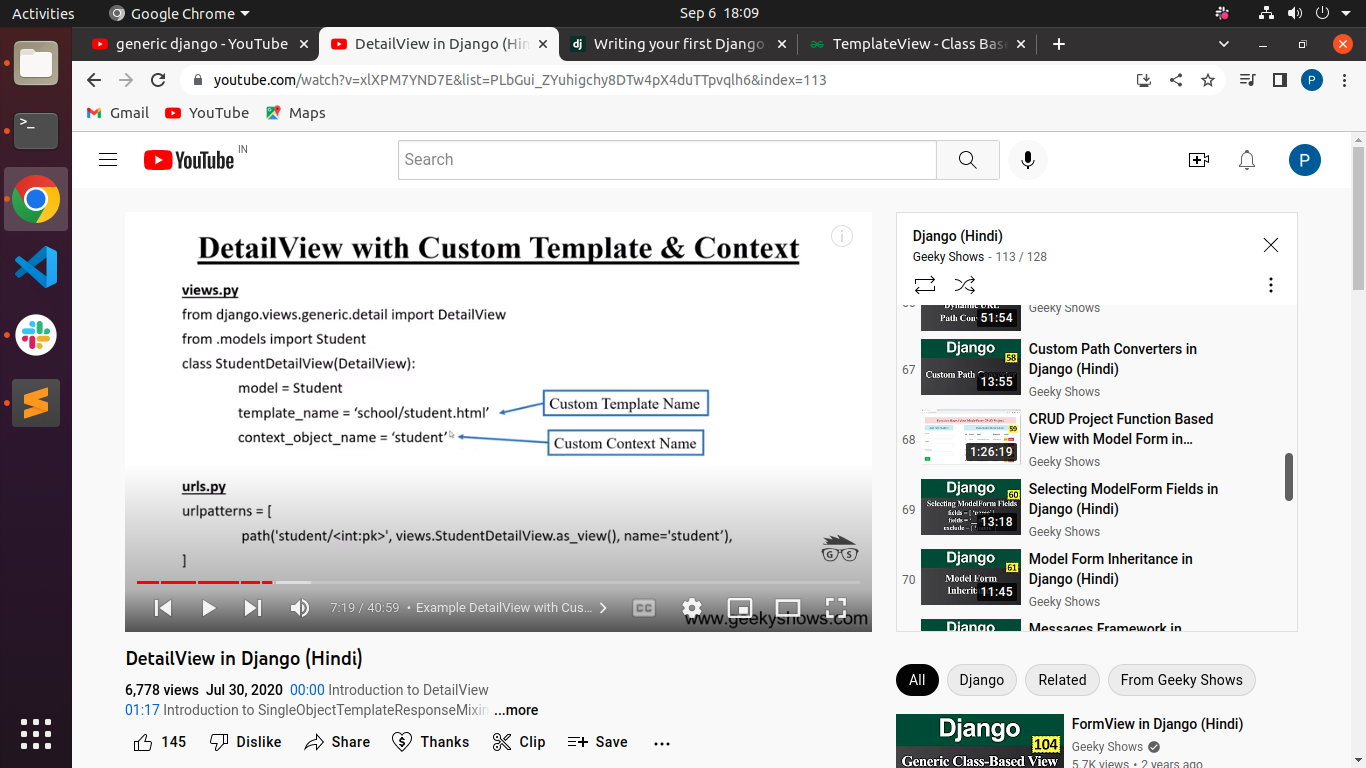 Activities
Google Chrome
Sep 6 18:09
generic django - YouTube
DetailView in Django (Hin
Writing your first Django
TemplateView - Class Bas
youtube.com/watch?v=xlXPM7YND7E&list=PLbGui_ZYuhigchy8DTw4pX4duTTpvqlh6&index=113
P
Gmail
YouTube
Maps
YouTube IN
Search
P
DetailView with Custom Template & Context
views.py
from django.views.generic.detail import DetailView
from .models import Student
class StudentDetailView(DetailView):
model = Student
template_name = ‘school/student.html’
Custom Template Name
context_object_name = ‘student’
Custom Context Name
urls.py
urlpatterns = [
path('student/<int:pk>', views.StudentDetailView.as_view(), name='student’),
]
G S
7:19 / 40:59 • Example DetailView with Cus...
CC
www.geekyshows.com
DetailView in Django (Hindi)
6,778 views Jul 30, 2020 00:00 Introduction to DetailView
01:17 Introduction to SingleObjectTemplateResponseMixin ...more
145
Dislike
Share
Thanks
Clip
Save
Django (Hindi)
Geeky Shows - 113 / 128
Path Con
51:54
Geeky Shows
67
Django
58
Custom Path
13:55
Custom Path Converters in
Django (Hindi)
Geeky Shows
68
59
1:26:19
CRUD Project Function Based
View with Model Form in...
Geeky Shows
69
Django
60
Selecting ModelForm Fields
13:18
Selecting ModelForm Fields in
Django (Hindi)
Geeky Shows
70
Django
61
Model Form
Inherit
11:45
Model Form Inheritance in
Django (Hindi)
Geeky Shows
Django
Messages Framework in
All
Django
Related
From Geeky Shows
Django
104
Generic Class-Based View
FormView in Django (Hindi)
Geeky Shows
5.7K views • 2 years ago